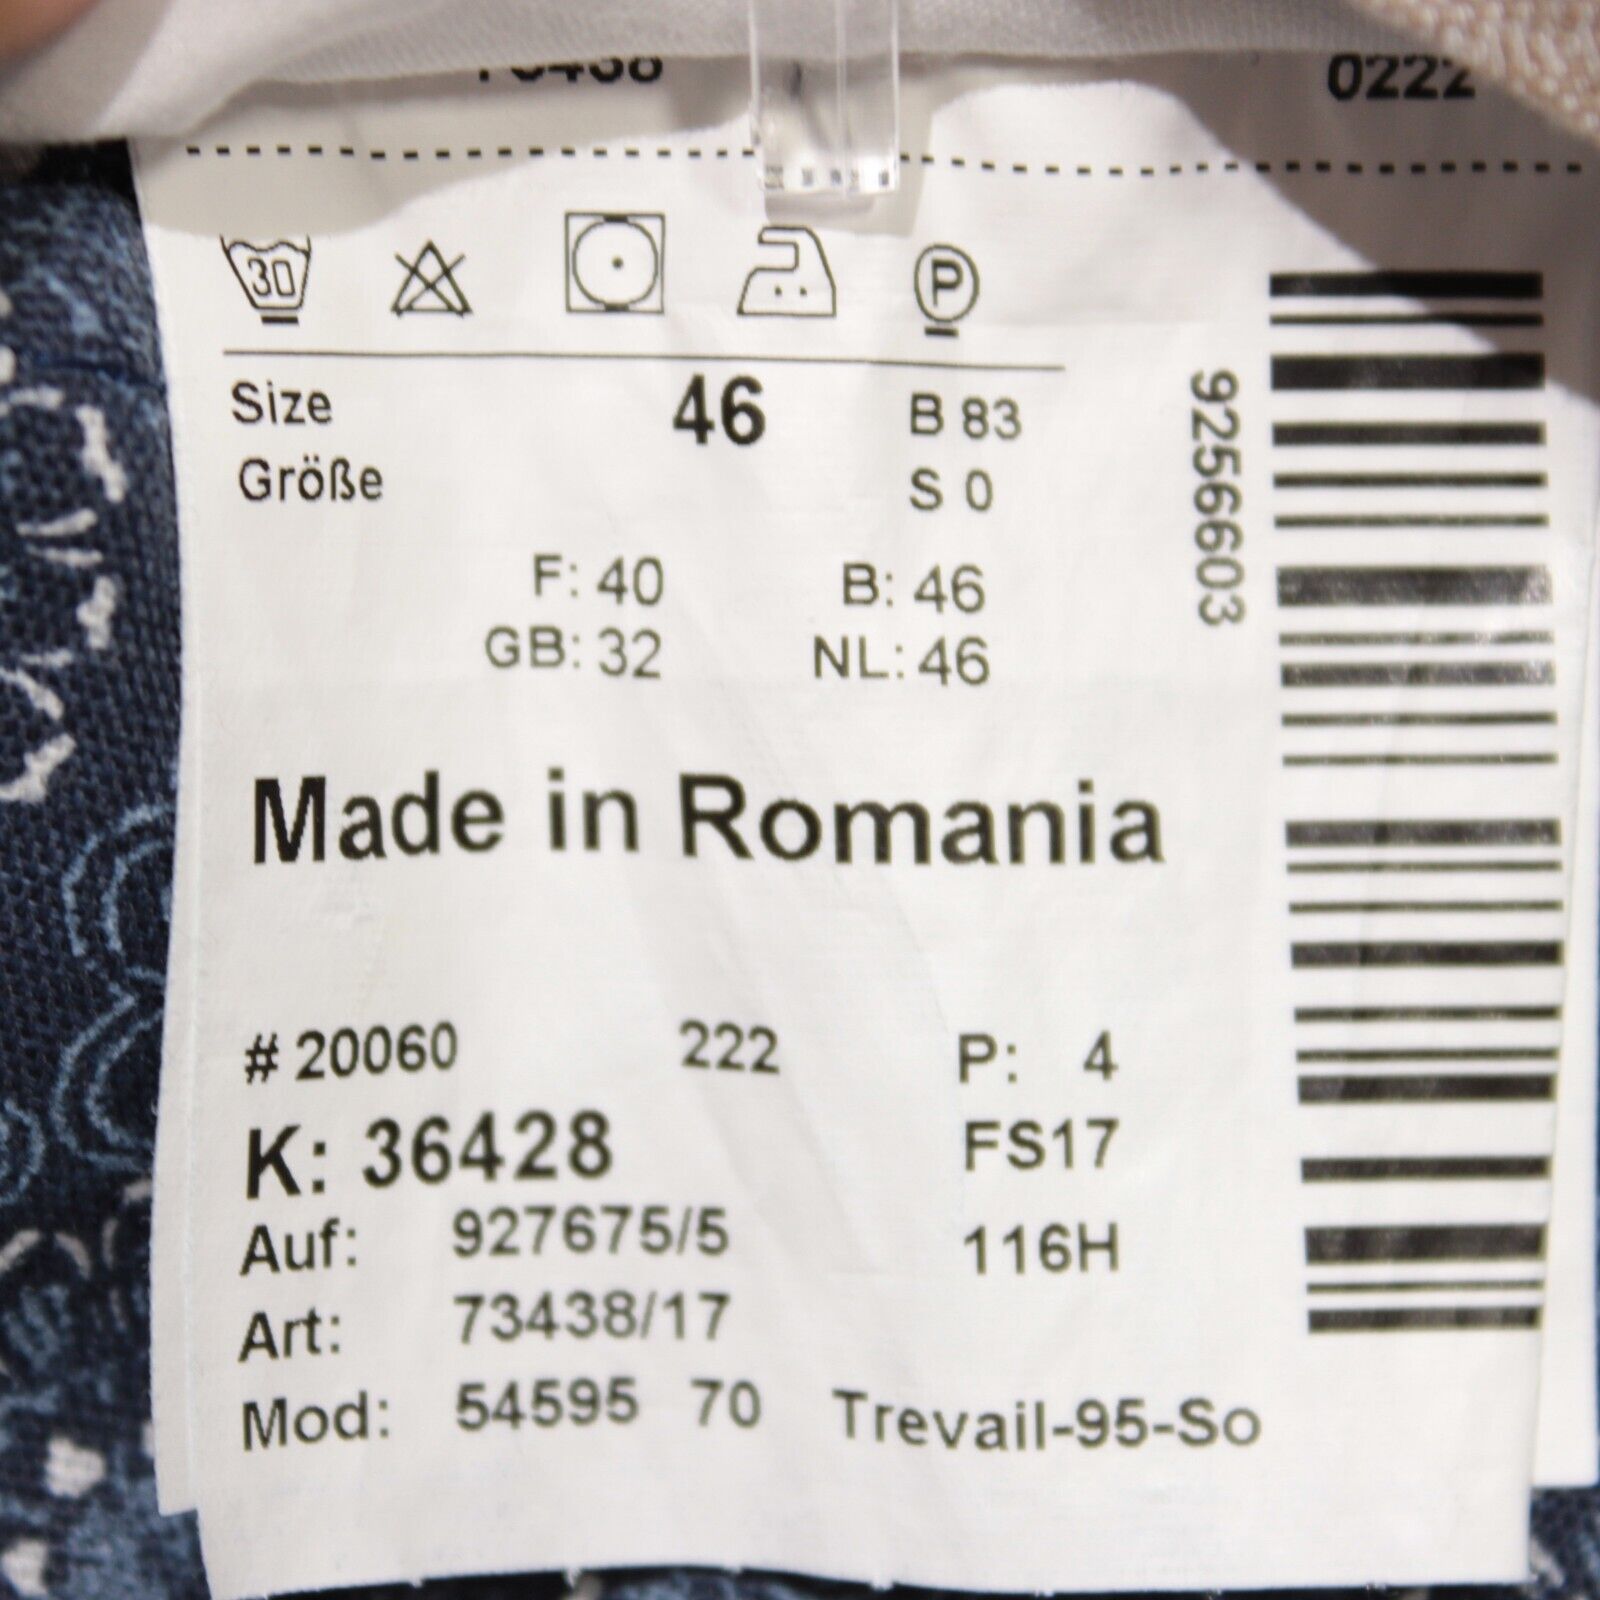 0222
30 P
Size 46 B 83
Größe S 0
F: 40 B: 46
GB: 32 NL: 46
Made in Romania
# 20060 222 P: 4
K: 36428 FS17
Auf: 927675/5 116H
Art: 73438/17
Mod: 54595 70 Trevail-95-So
92566603